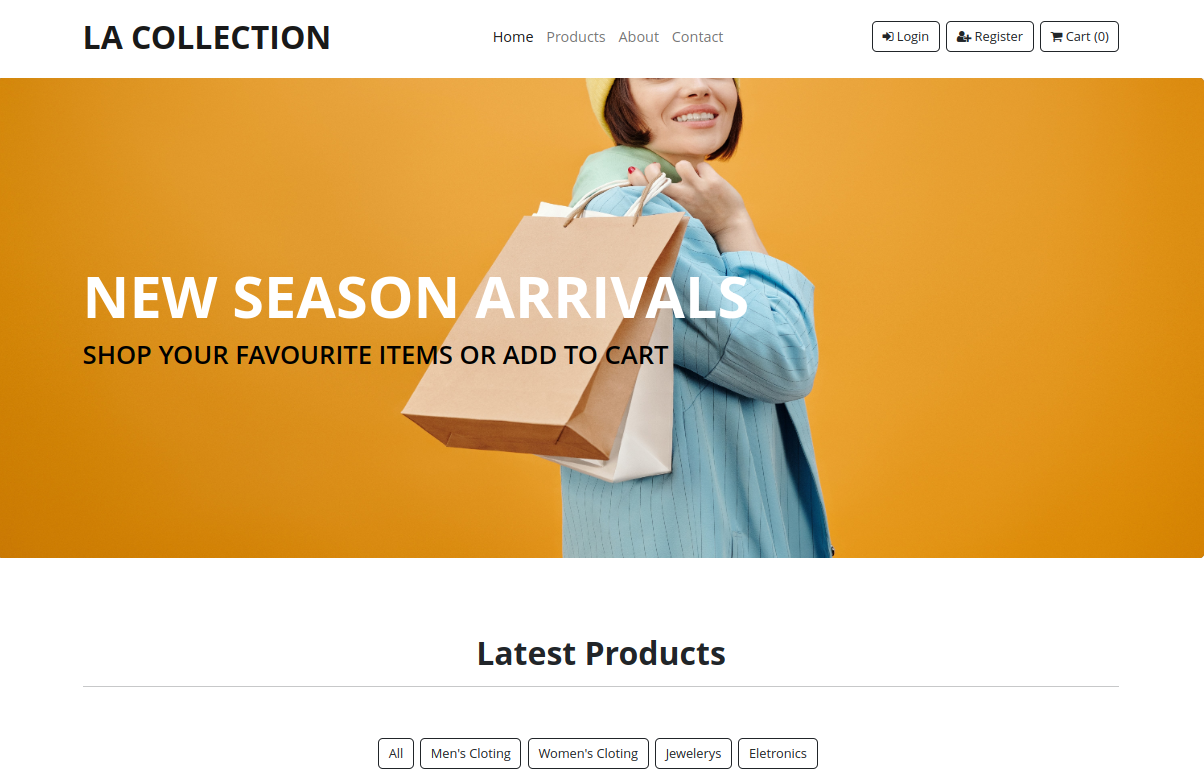 LA COLLECTION
Home Products About Contact
Login Register Cart (0)
NEW SEASON ARRIVALS
SHOP YOUR FAVOURITE ITEMS OR ADD TO CART
Latest Products
All Men's Cloting Women's Cloting Jewelerys Eletronics